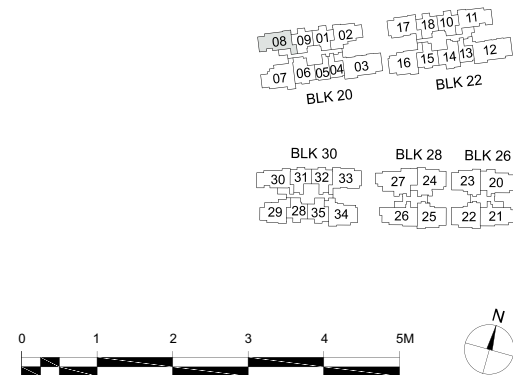 08 09 01 02
07 06 05 04 03
BLK 20
17 18 10 11
16 15 14 13 12
BLK 22
BLK 30
30 31 32 33
29 28 35 34
BLK 28
27 24
26 25
BLK 26
23 20
22 21
0 1 2 3 4 5M
N